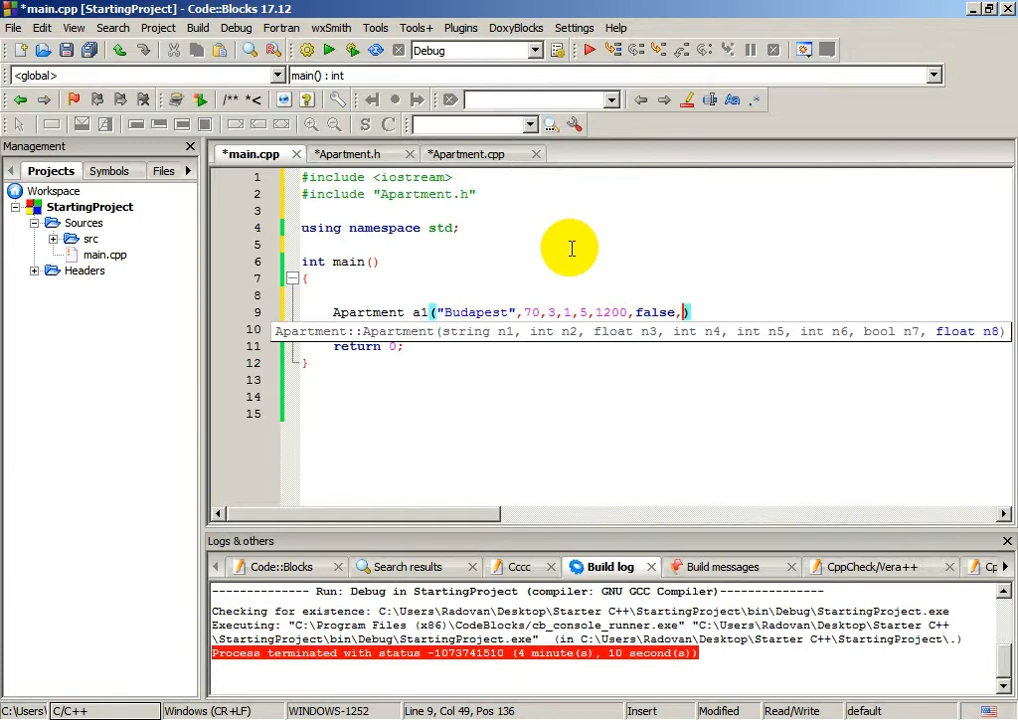 *main.cpp [StartingProject] - Code::Blocks 17.12
File Edit View Search Project Build Debug Fortran wxSmith Tools Tools+ Plugins DoxyBlocks Settings Help
Debug
/** *<
<global> main() : int
Aa .*
S C
Management
*main.cpp *Apartment.h *Apartment.cpp
Projects Symbols Files
Workspace
StartingProject
Sources
src
main.cpp
Headers
1 #include <iostream>
2 #include "Apartment.h"
3
4 using namespace std;
5
6 int main()
7 {
8
9 Apartment a1("Budapest",70,3,1,5,1200,false,)
10 Apartment::Apartment(string n1, int n2, float n3, int n4, int n5, int n6, bool n7, float n8)
11 return 0;
12 }
13
14
15
Logs & others
Code::Blocks Search results Cccc Build log Build messages CppCheck/Vera++ Cp
-------------- Run: Debug in StartingProject (compiler: GNU GCC Compiler)---------------
Checking for existence: C:\Users\Radovan\Desktop\Starter C++\StartingProject\bin\Debug\StartingProject.exe
Executing: "C:\Program Files (x86)\CodeBlocks/cb_console_runner.exe" "C:\Users\Radovan\Desktop\Starter C++
\StartingProject\bin\Debug\StartingProject.exe" (in C:\Users\Radovan\Desktop\Starter C++\StartingProject\.)
Process terminated with status -1073741510 (4 minute(s), 10 second(s))
C:\Users\ C/C++ Windows (CR+LF) WINDOWS-1252 Line 9, Col 49, Pos 136 Insert Modified Read/Write default